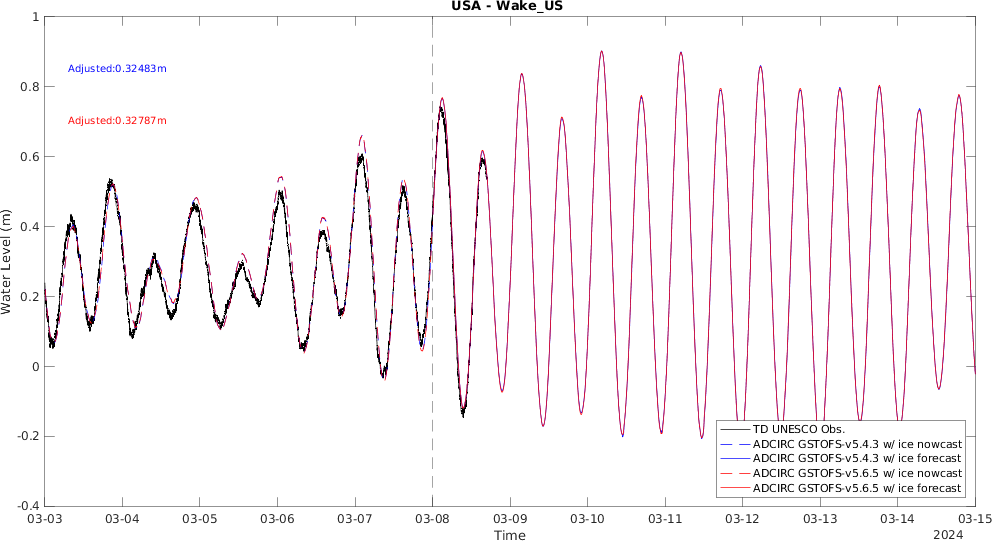 USA - Wake_US
Adjusted:0.32483m
Adjusted:0.32787m
Water Level (m)
1
0.8
0.6
0.4
0.2
0
-0.2
-0.4
TD UNESCO Obs.
ADCIRC GSTOFS-v5.4.3 w/ ice nowcast
ADCIRC GSTOFS-v5.4.3 w/ ice forecast
ADCIRC GSTOFS-v5.6.5 w/ ice nowcast
ADCIRC GSTOFS-v5.6.5 w/ ice forecast
03-03 03-04 03-05 03-06 03-07 03-08 03-09 03-10 03-11 03-12 03-13 03-14 03-15
Time
2024